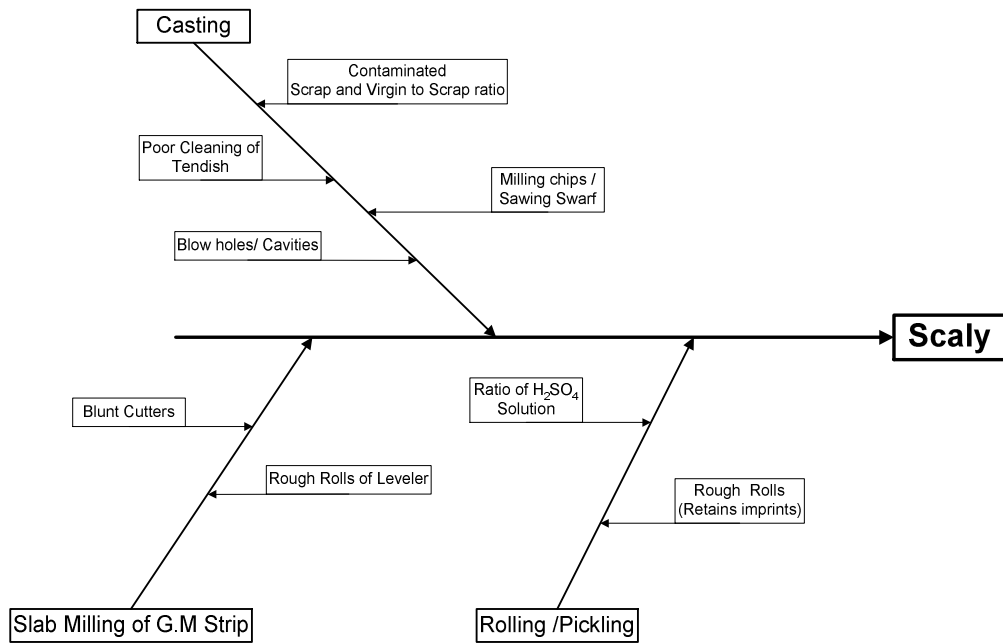 Casting
Contaminated
Scrap and Virgin to Scrap ratio
Poor Cleaning of
Tendish
Milling chips /
Sawing Swarf
Blow holes/ Cavities
Scaly
Blunt Cutters
Ratio of H₂SO₄
Solution
Rough Rolls of Leveler
Rough Rolls
(Retains imprints)
Slab Milling of G.M Strip
Rolling /Pickling